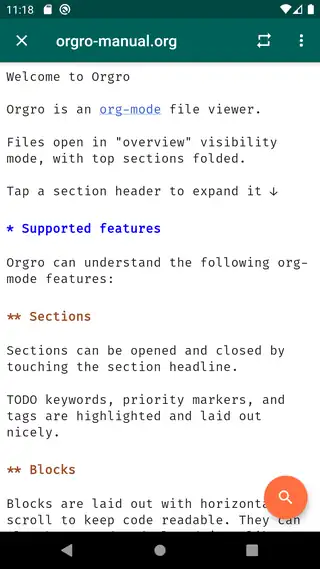 11:18
orgro-manual.org
Welcome to Orgro
Orgro is an org-mode file viewer.
Files open in "overview" visibility
mode, with top sections folded.
Tap a section header to expand it ↓
* Supported features
Orgro can understand the following org-
mode features:
** Sections
Sections can be opened and closed by
touching the section headline.
TODO keywords, priority markers, and
tags are highlighted and laid out
nicely.
** Blocks
Blocks are laid out with
scroll to keep code readable. They can